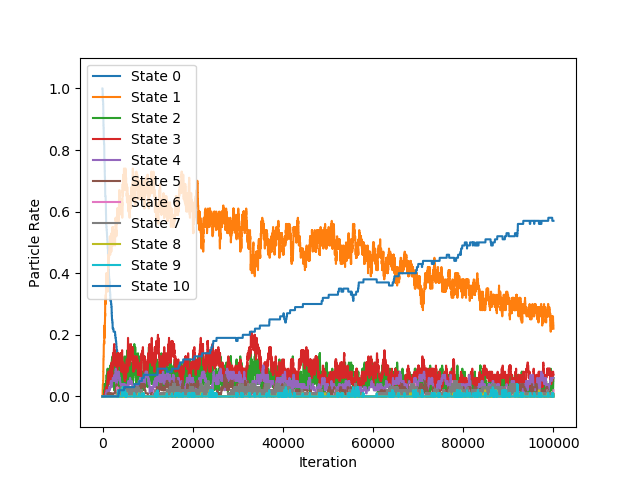 State 0
State 1
State 2
State 3
State 4
State 5
State 6
State 7
State 8
State 9
State 10
1.0
0.8
0.6
0.4
0.2
0.0
Particle Rate
0 20000 40000 60000 80000 100000
Iteration